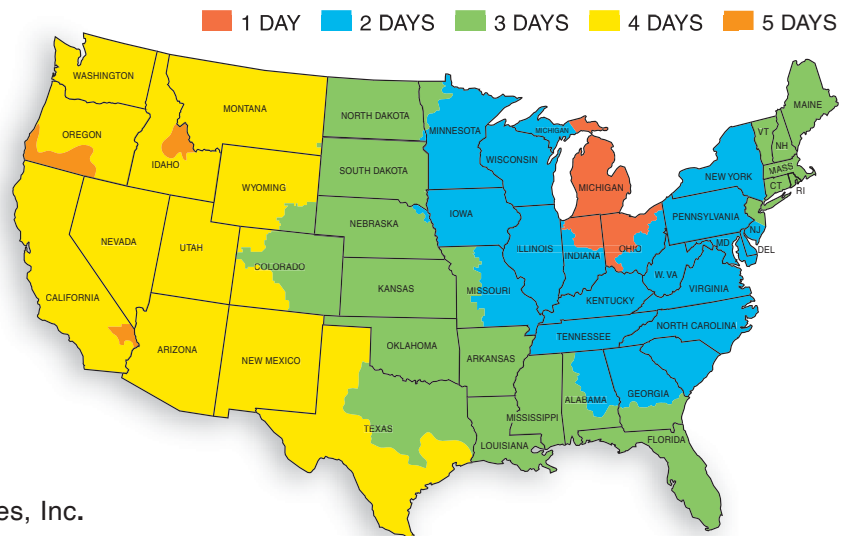 1 DAY 2 DAYS 3 DAYS 4 DAYS 5 DAYS
WASHINGTON
MONTANA
NORTH DAKOTA
MINNESOTA
MICHIGAN
MAINE
OREGON
IDAHO
WISCONSIN
VT
NH
SOUTH DAKOTA
WYOMING
MICHIGAN
NEW YORK
MASS
CT
RI
NEBRASKA
IOWA
PENNSYLVANIA
NJ
NEVADA
UTAH
COLORADO
ILLINOIS
INDIANA
OHIO
MD
DEL
CALIFORNIA
KANSAS
MISSOURI
W. VA
VIRGINIA
KENTUCKY
ARIZONA
NEW MEXICO
OKLAHOMA
ARKANSAS
TENNESSEE
NORTH CAROLINA
TEXAS
MISSISSIPPI
ALABAMA
GEORGIA
LOUISIANA
FLORIDA
es, Inc.